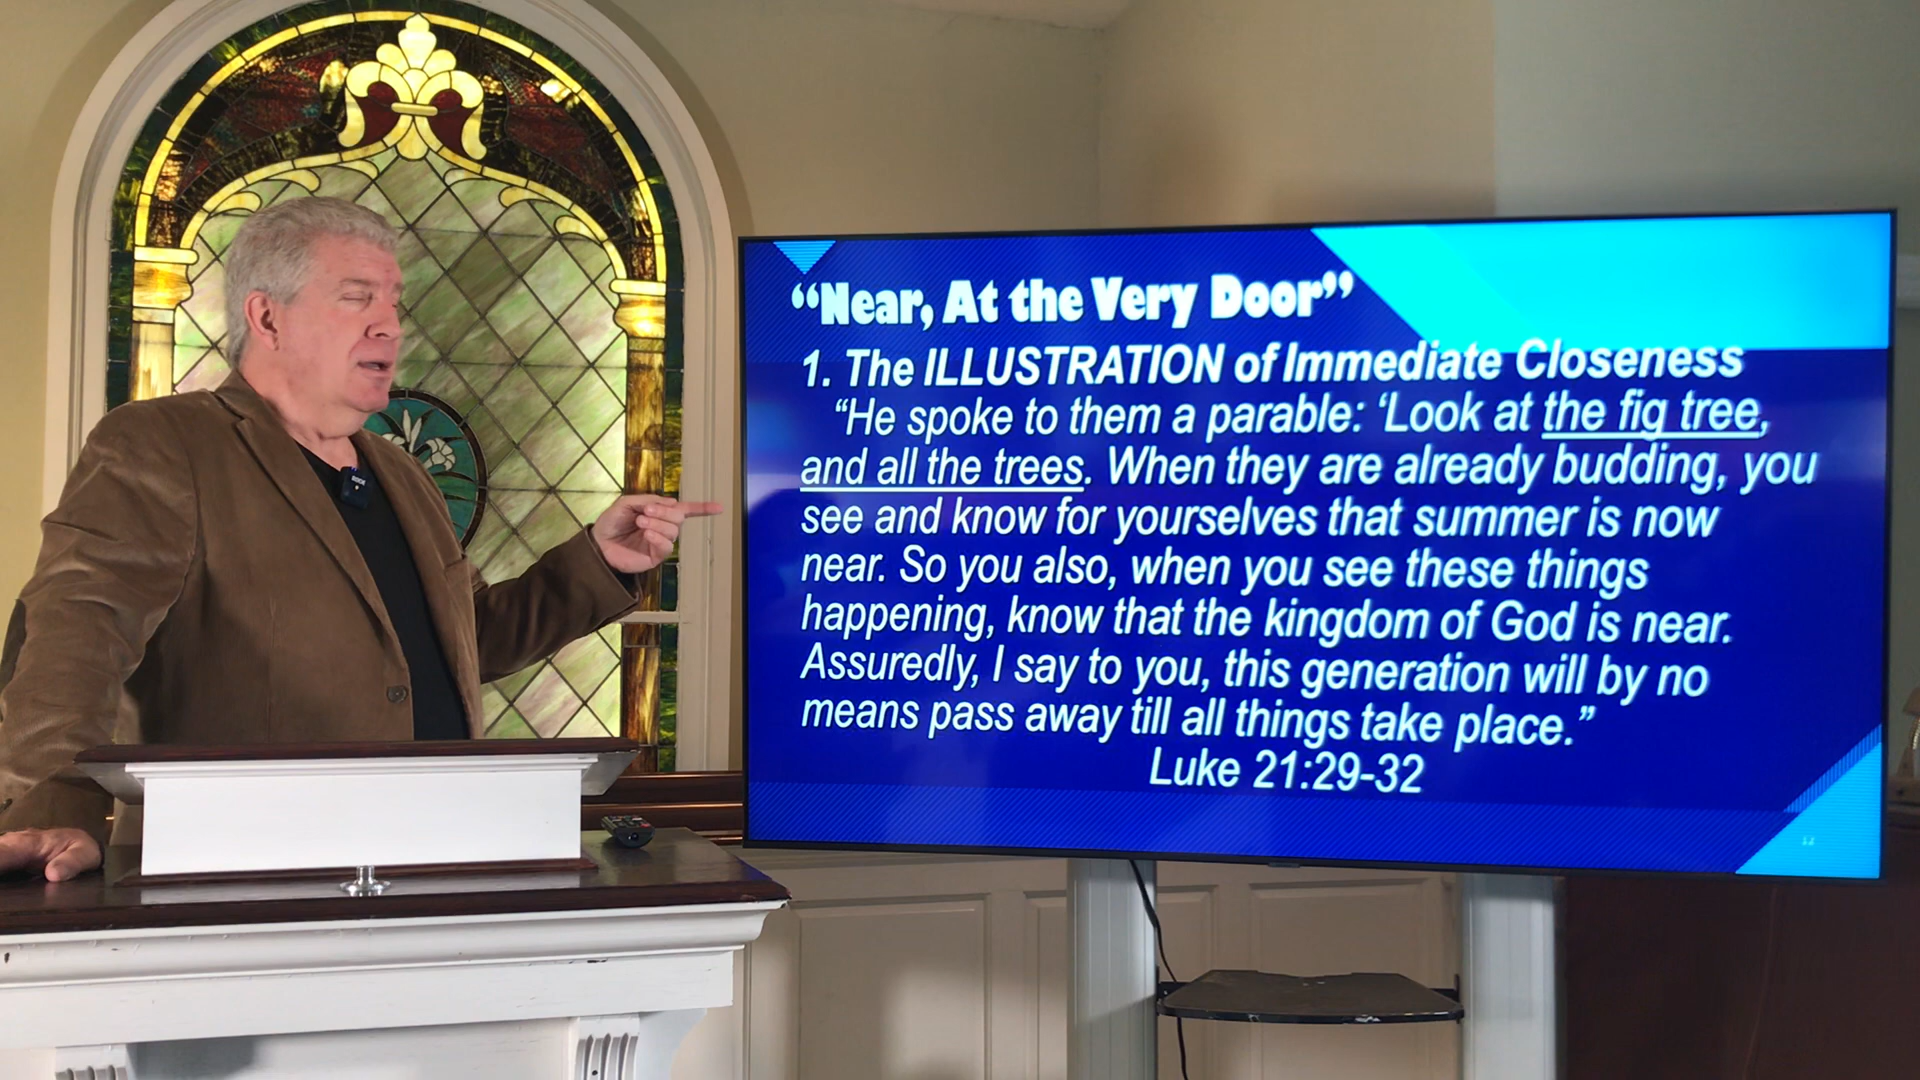 “Near, At the Very Door”
1. The ILLUSTRATION of Immediate Closeness
“He spoke to them a parable: ‘Look at the fig tree,
and all the trees. When they are already budding, you
see and know for yourselves that summer is now
near. So you also, when you see these things
happening, know that the kingdom of God is near.
Assuredly, I say to you, this generation will by no
means pass away till all things take place.”
Luke 21:29-32
12
RODE